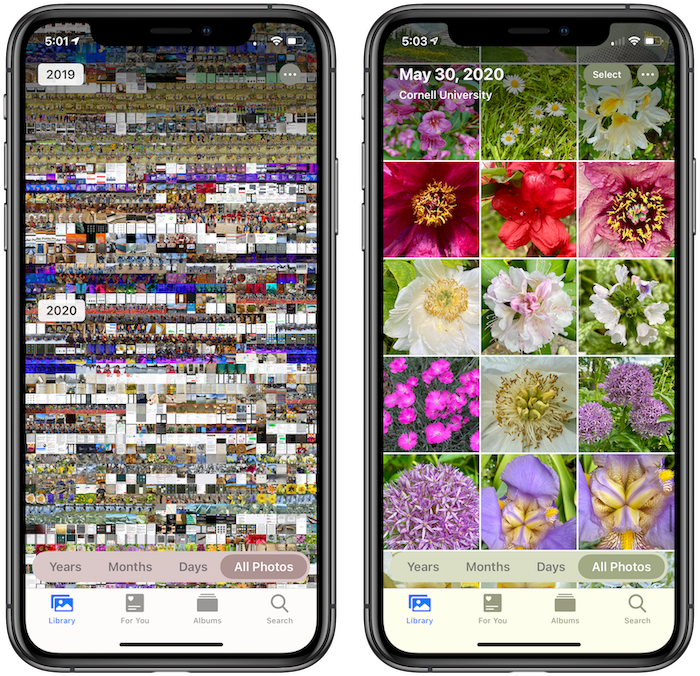 5:01
2019
2020
Years Months Days All Photos
Library For You Albums Search
5:03
May 30, 2020
Select
Cornell University
Years Months Days All Photos
Library For You Albums Search